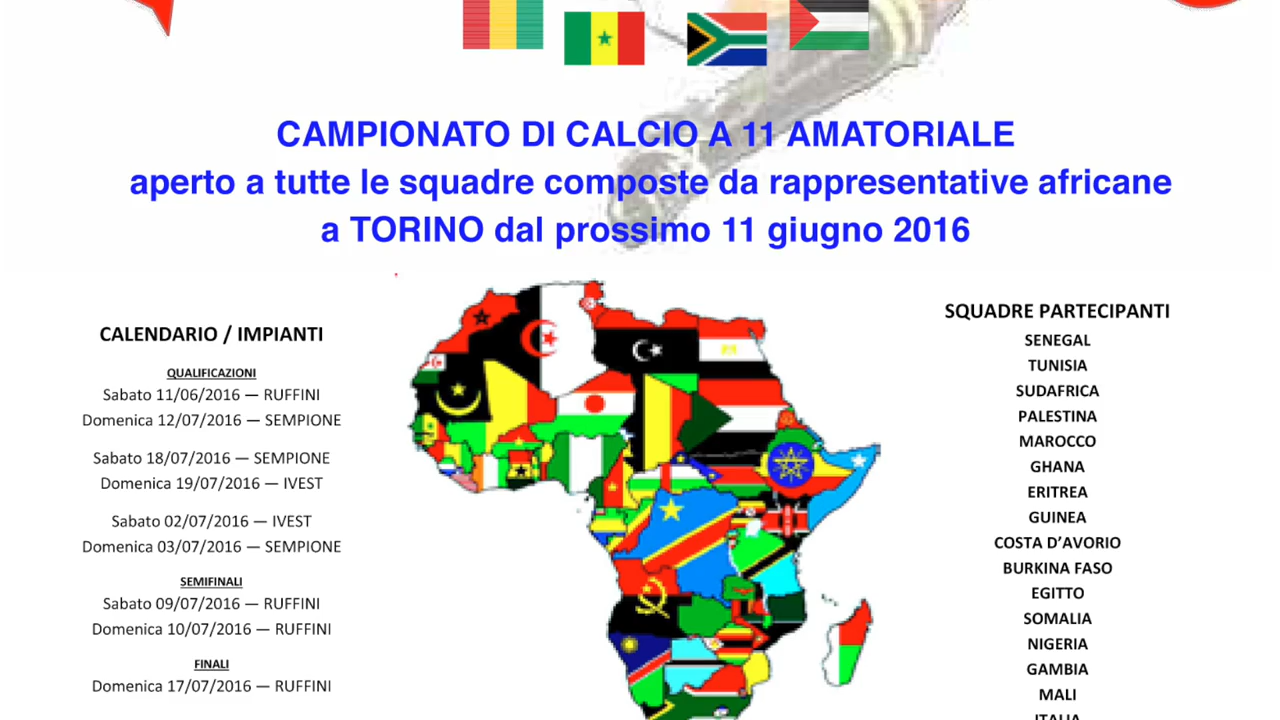 CAMPIONATO DI CALCIO A 11 AMATORIALE
aperto a tutte le squadre composte da rappresentative africane
a TORINO dal prossimo 11 giugno 2016
CALENDARIO / IMPIANTI
QUALIFICAZIONI
Sabato 11/06/2016 — RUFFINI
Domenica 12/07/2016 — SEMPIONE
Sabato 18/07/2016 — SEMPIONE
Domenica 19/07/2016 — IVEST
Sabato 02/07/2016 — IVEST
Domenica 03/07/2016 — SEMPIONE
SEMIFINALI
Sabato 09/07/2016 — RUFFINI
Domenica 10/07/2016 — RUFFINI
FINALI
Domenica 17/07/2016 — RUFFINI
SQUADRE PARTECIPANTI
SENEGAL
TUNISIA
SUDAFRICA
PALESTINA
MAROCCO
GHANA
ERITREA
GUINEA
COSTA D’AVORIO
BURKINA FASO
EGITTO
SOMALIA
NIGERIA
GAMBIA
MALI
ITALIA